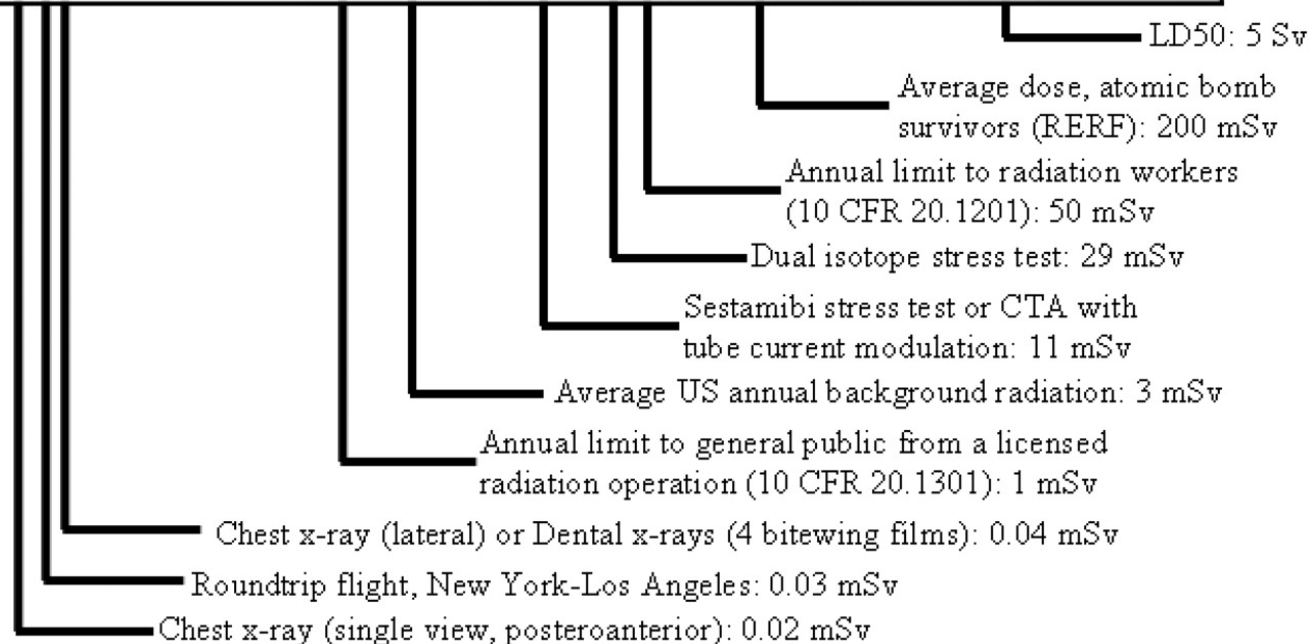 LD50: 5 Sv
Average dose, atomic bomb
survivors (RERF): 200 mSv
Annual limit to radiation workers
(10 CFR 20.1201): 50 mSv
Dual isotope stress test: 29 mSv
Sestamibi stress test or CTA with
tube current modulation: 11 mSv
Average US annual background radiation: 3 mSv
Annual limit to general public from a licensed
radiation operation (10 CFR 20.1301): 1 mSv
Chest x-ray (lateral) or Dental x-rays (4 bitewing films): 0.04 mSv
Roundtrip flight, New York-Los Angeles: 0.03 mSv
Chest x-ray (single view, posteroanterior): 0.02 mSv